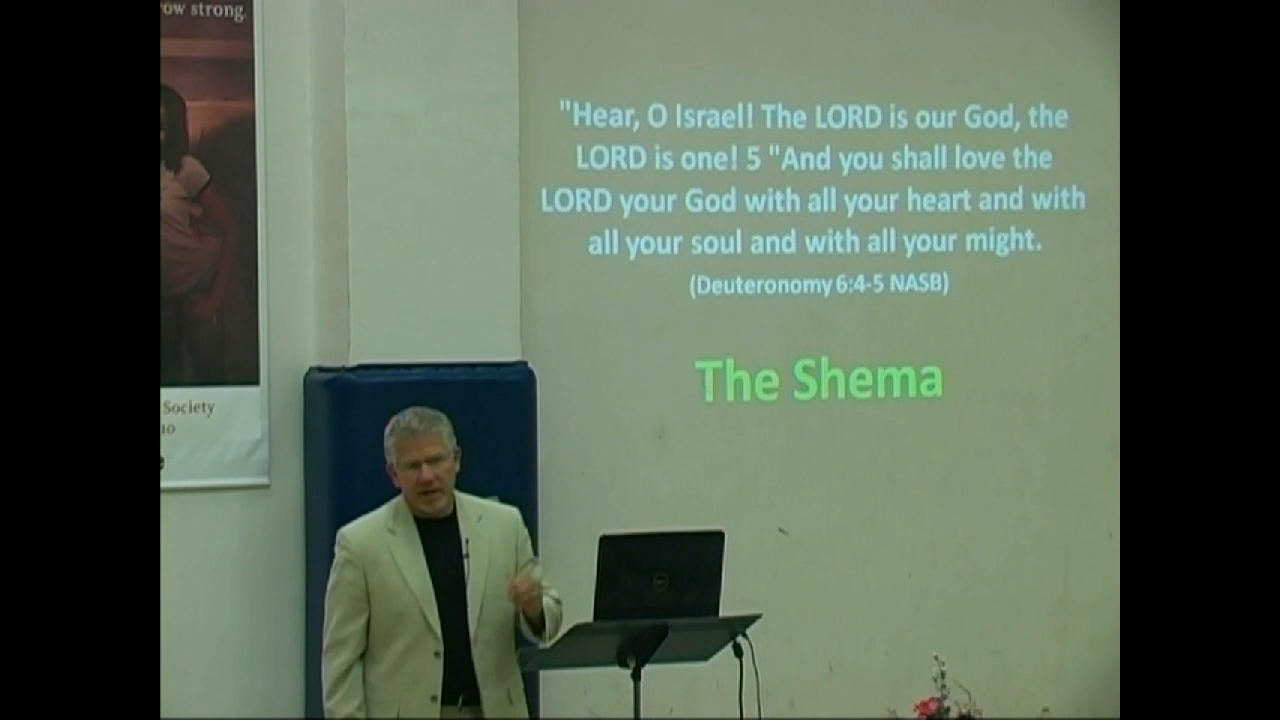 ow strong.
"Hear, O Israel! The LORD is our God, the
LORD is one! 5 "And you shall love the
LORD your God with all your heart and with
all your soul and with all your might.
(Deuteronomy 6:4-5 NASB)
The Shema
Society
DELL